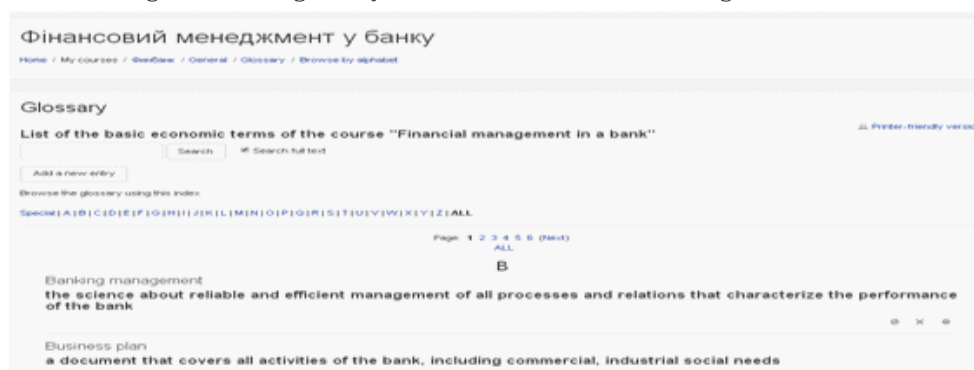 Фінансовий менеджмент у банку
Home / My courses / Фінбанк / General / Glossary / Browse by alphabet
Glossary
List of the basic economic terms of the course "Financial management in a bank"
Printer-friendly versio
Search Search full text
Add a new entry
Browse the glossary using this index
Special | A | B | C | D | E | F | G | H | I | J | K | L | M | N | O | P | Q | R | S | T | U | V | W | X | Y | Z | ALL
Page: 1 2 3 4 5 6 (Next)
ALL
B
Banking management
the science about reliable and efficient management of all processes and relations that characterize the performance
of the bank
Business plan
a document that covers all activities of the bank, including commercial, industrial social needs